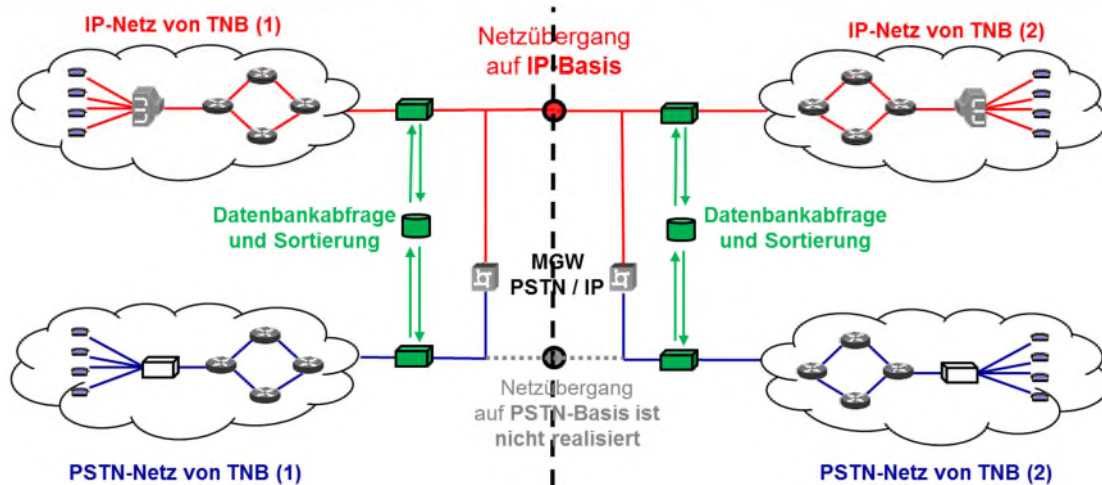 IP-Netz von TNB (1)
Netzübergang
auf IP-Basis
IP-Netz von TNB (2)
Datenbankabfrage
und Sortierung
Datenbankabfrage
und Sortierung
MGW
PSTN / IP
Netzübergang
auf PSTN-Basis ist
nicht realisiert
PSTN-Netz von TNB (1)
PSTN-Netz von TNB (2)